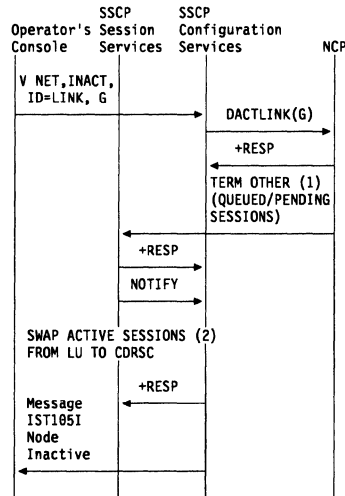 SSCP SSCP
Operator's Session Configuration
Console Services Services NCP
V NET,INACT,
ID=LINK, G
DACTLINK(G)
+RESP
TERM OTHER (1)
(QUEUED/PENDING
SESSIONS)
+RESP
NOTIFY
SWAP ACTIVE SESSIONS (2)
FROM LU TO CDRSC
+RESP
Message
IST105I
Node
Inactive